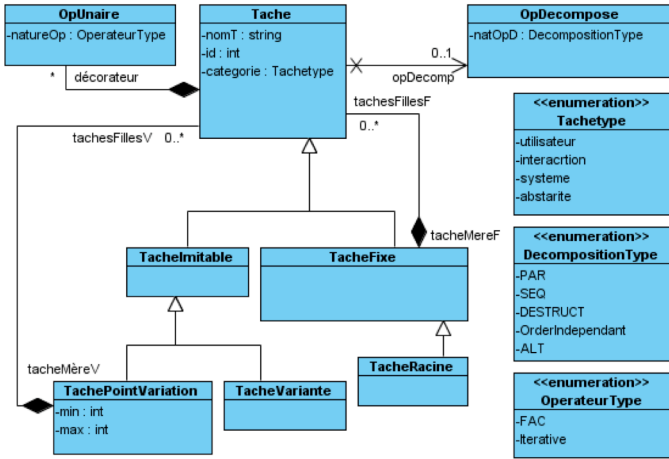 OpUnaire
-natureOp : OperateurType
Tache
-nomT : string
-id : int
-categorie : Tachetype
OpDecompose
-natOpD : DecompositionType
* décorateur
0..1
opDecomp
tachesFillesF
0..*
tachesFillesV 0..*
<<enumeration>>
Tachetype
-utilisateur
-interacrtion
-systeme
-abstarite
tacheMereF
TacheImitable
TacheFixe
<<enumeration>>
DecompositionType
-PAR
-SEQ
-DESTRUCT
-OrderIndependant
-ALT
TacheRacine
tacheMèreV
TachePointVariation
-min : int
-max : int
TacheVariante
<<enumeration>>
OperateurType
-FAC
-Iterative